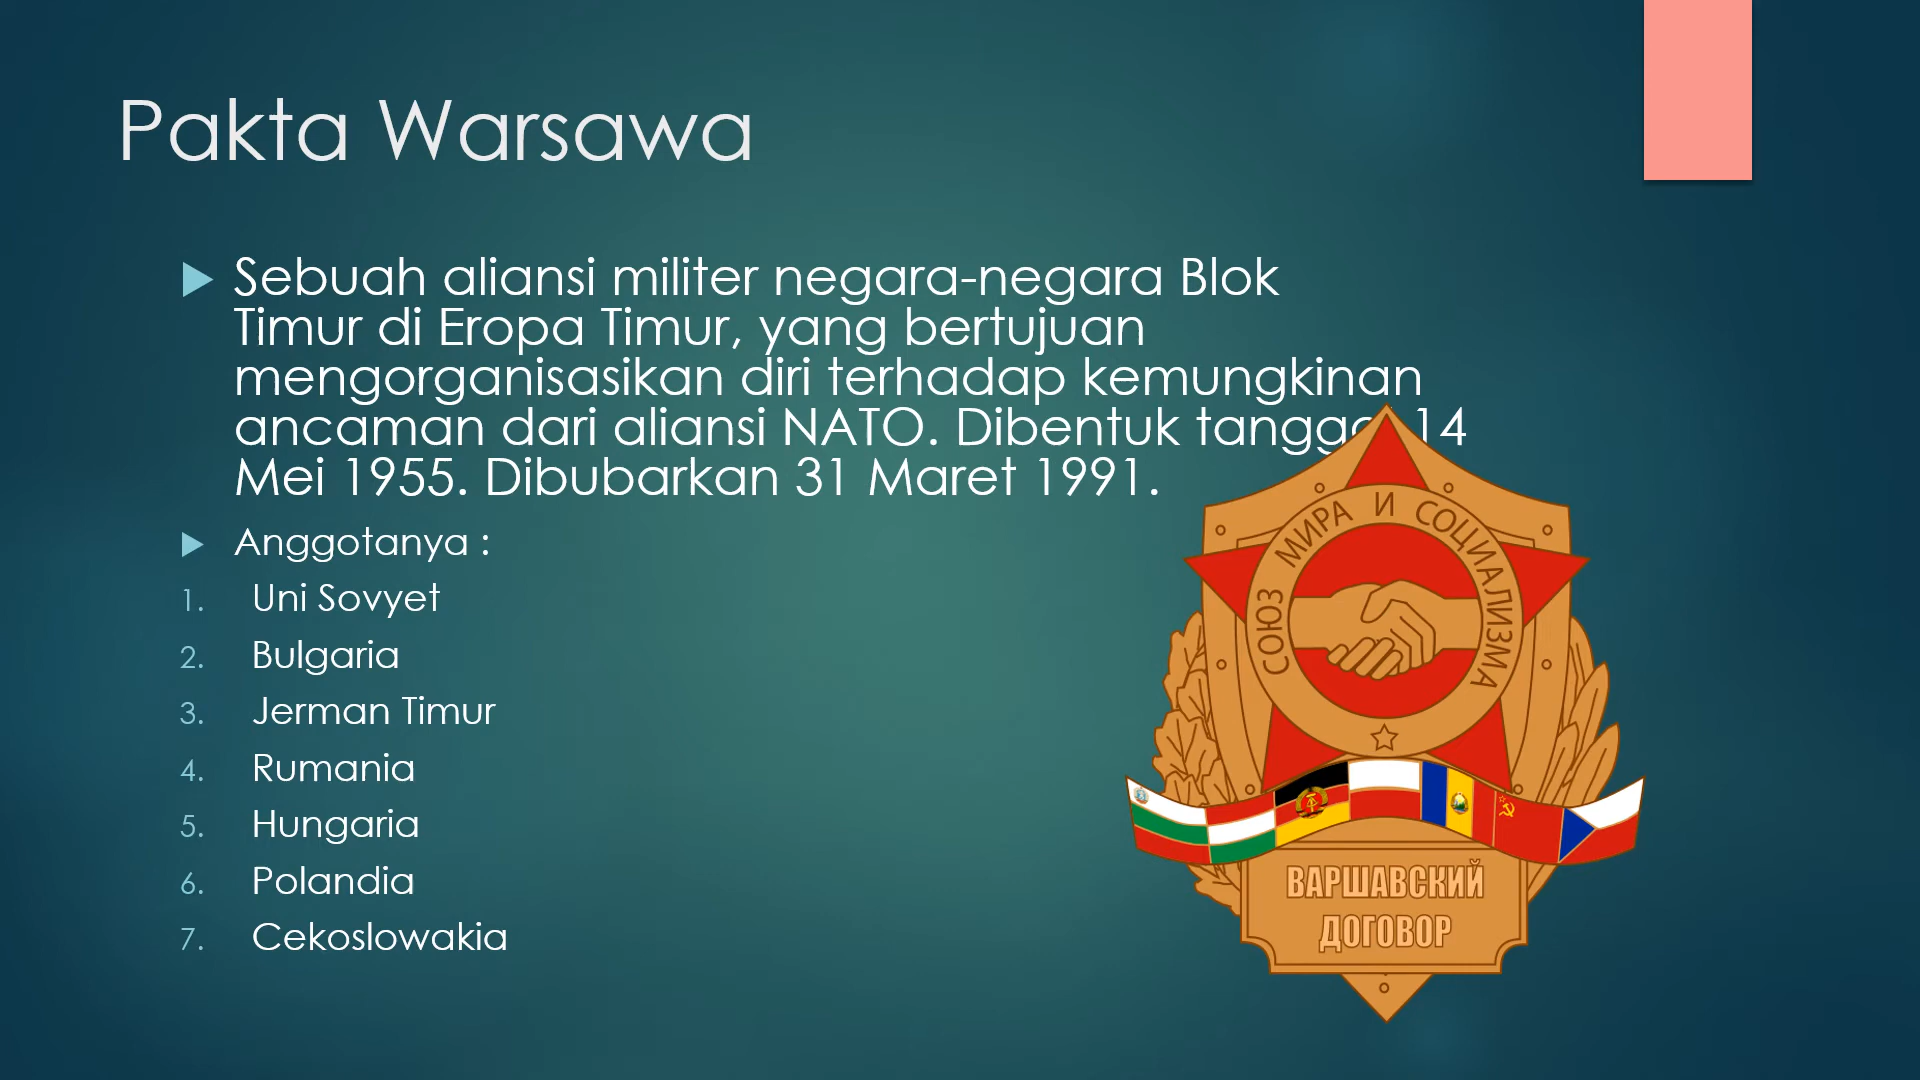 Pakta Warsawa
Sebuah aliansi militer negara-negara Blok
Timur di Eropa Timur, yang bertujuan
mengorganisasikan diri terhadap kemungkinan
ancaman dari aliansi NATO. Dibentuk tanggal 14
Mei 1955. Dibubarkan 31 Maret 1991.
Anggotanya :
1. Uni Sovyet
2. Bulgaria
3. Jerman Timur
4. Rumania
5. Hungaria
6. Polandia
7. Cekoslowakia
СОЮЗ МИРА И СОЦИАЛИЗМА
ВАРШАВСКИЙ
ДОГОВОР